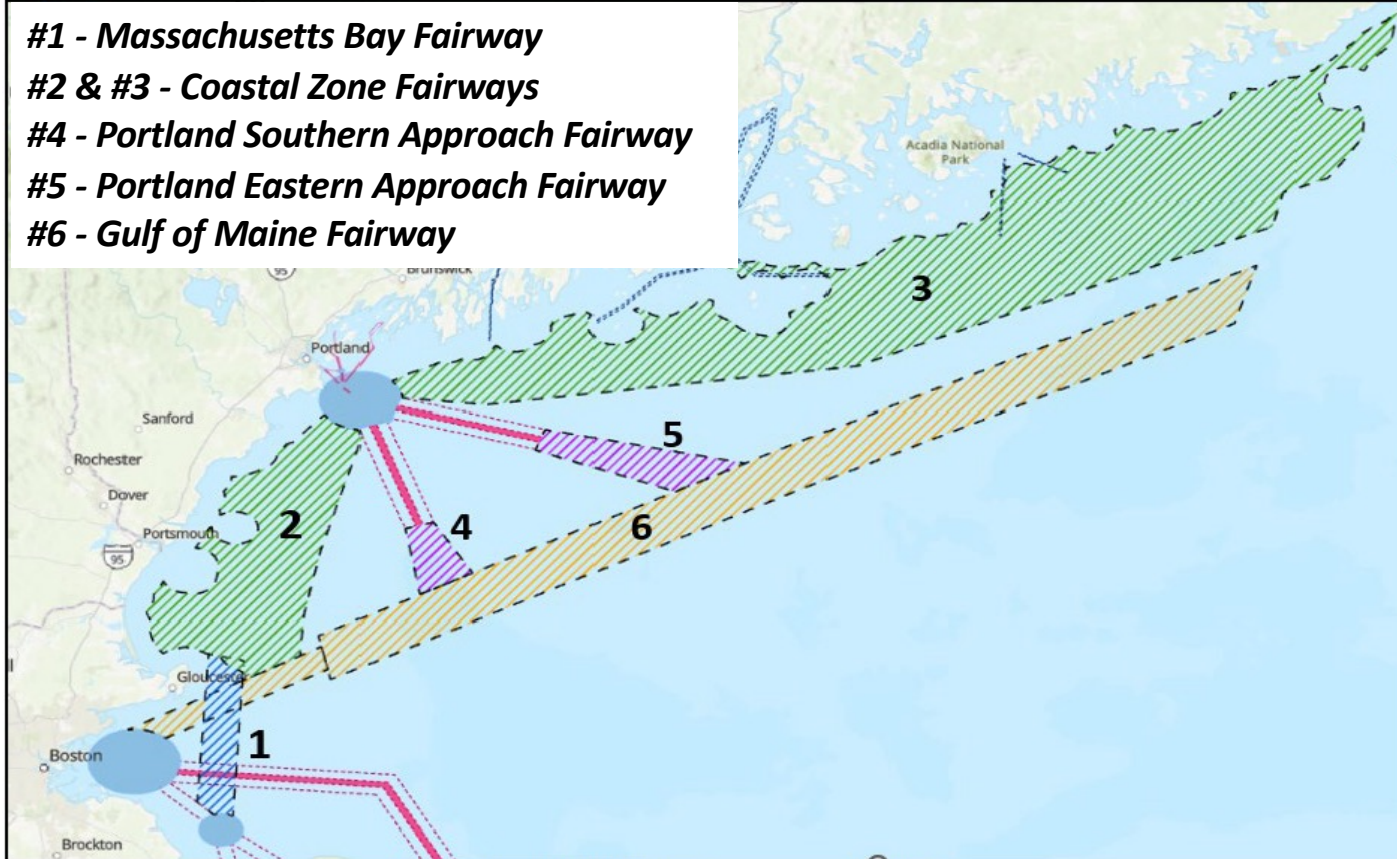 #1 - Massachusetts Bay Fairway
#2 & #3 - Coastal Zone Fairways
#4 - Portland Southern Approach Fairway
#5 - Portland Eastern Approach Fairway
#6 - Gulf of Maine Fairway
Acadia National
Park
95
Brunswick
3
Portland
Sanford
5
Rochester
Dover
2
4
6
Portsmouth
95
Gloucester
1
Boston
Brockton